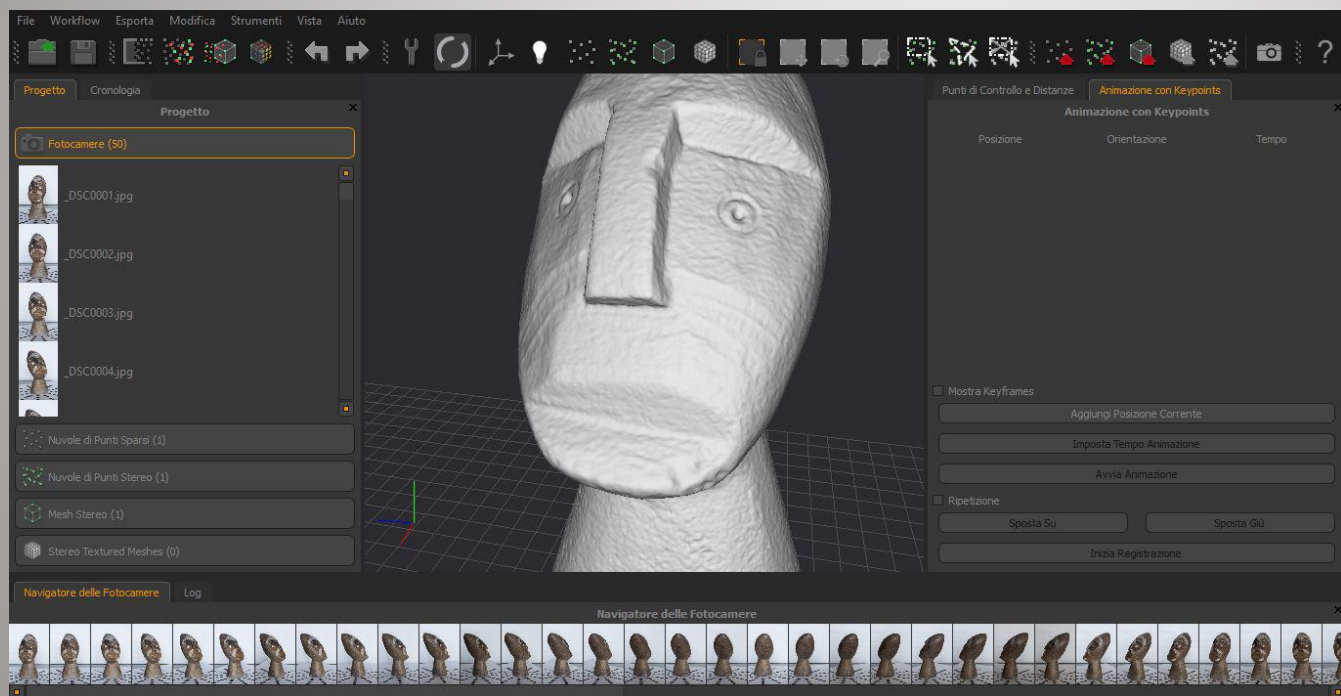 File Workflow Esporta Modifica Strumenti Vista Aiuto
Progetto Cronologia
Progetto
Fotocamere (50)
_DSC0001.jpg
_DSC0002.jpg
_DSC0003.jpg
_DSC0004.jpg
Nuvole di Punti Sparsi (1)
Nuvole di Punti Stereo (1)
Mesh Stereo (1)
Stereo Textured Meshes (0)
Punti di Controllo e Distanze Animazione con Keypoints
Animazione con Keypoints
Posizione Orientazione Tempo
Mostra Keyframes
Aggiungi Posizione Corrente
Imposta Tempo Animazione
Avvia Animazione
Ripetizione
Sposta Su Sposta Giù
Inizia Registrazione
Navigatore delle Fotocamere Log
Navigatore delle Fotocamere